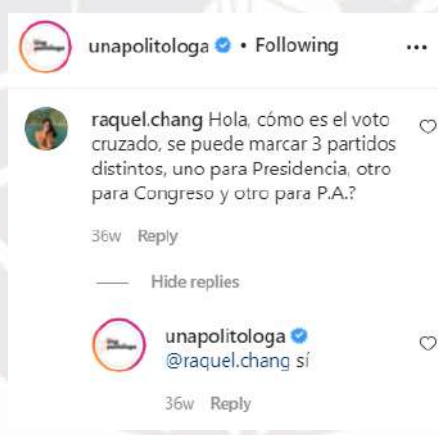 unapolitologa • Following
raquel.chang Hola, cómo es el voto
cruzado, se puede marcar 3 partidos
distintos, uno para Presidencia, otro
para Congreso y otro para P.A.?
36w Reply
Hide replies
unapolitologa
@raquel.chang sí
36w Reply